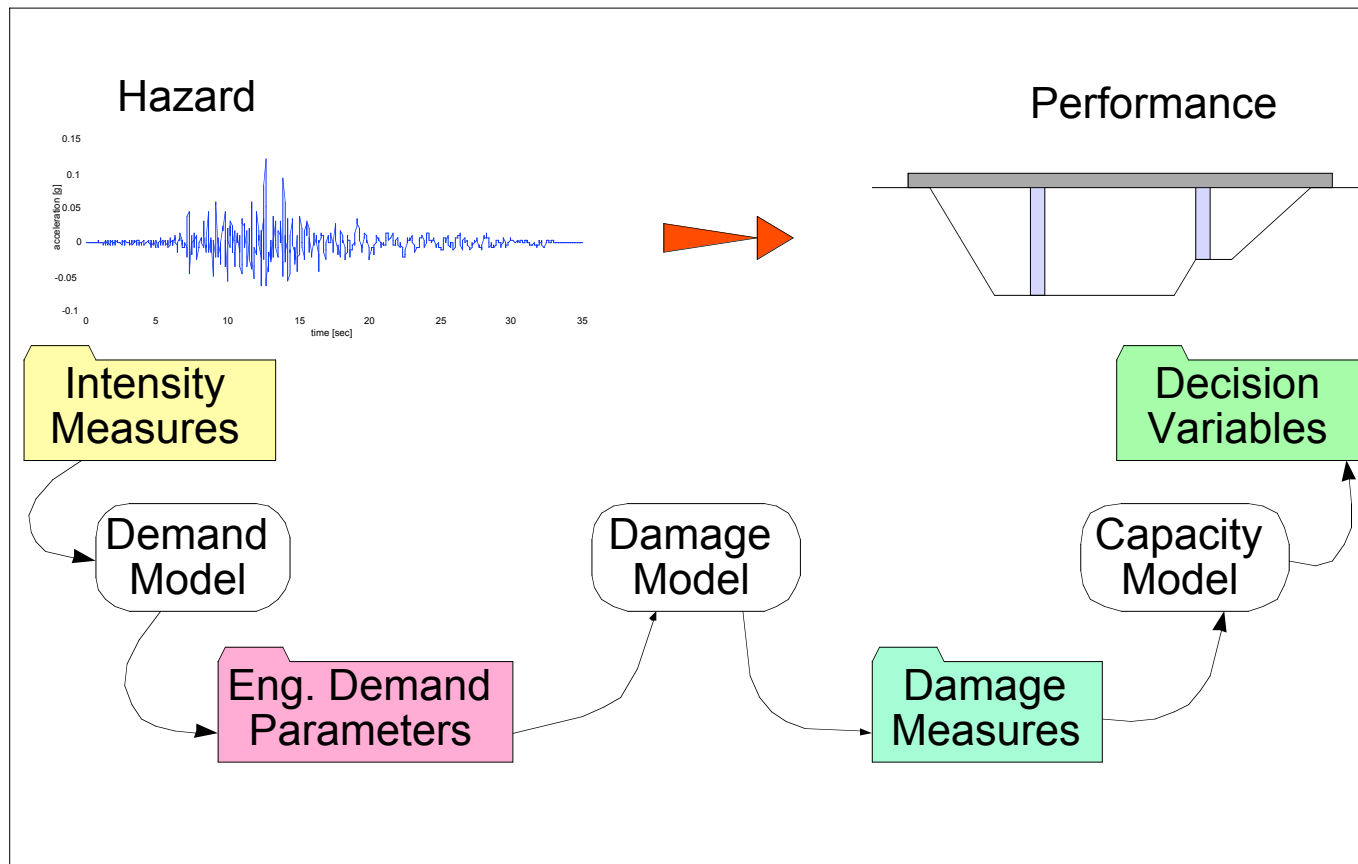 Hazard
Performance
0.15
0.1
0.05
0
-0.05
-0.1
acceleration [g]
0 5 10 15 20 25 30 35
time [sec]
Intensity
Measures
Decision
Variables
Demand
Model
Damage
Model
Capacity
Model
Eng. Demand
Parameters
Damage
Measures